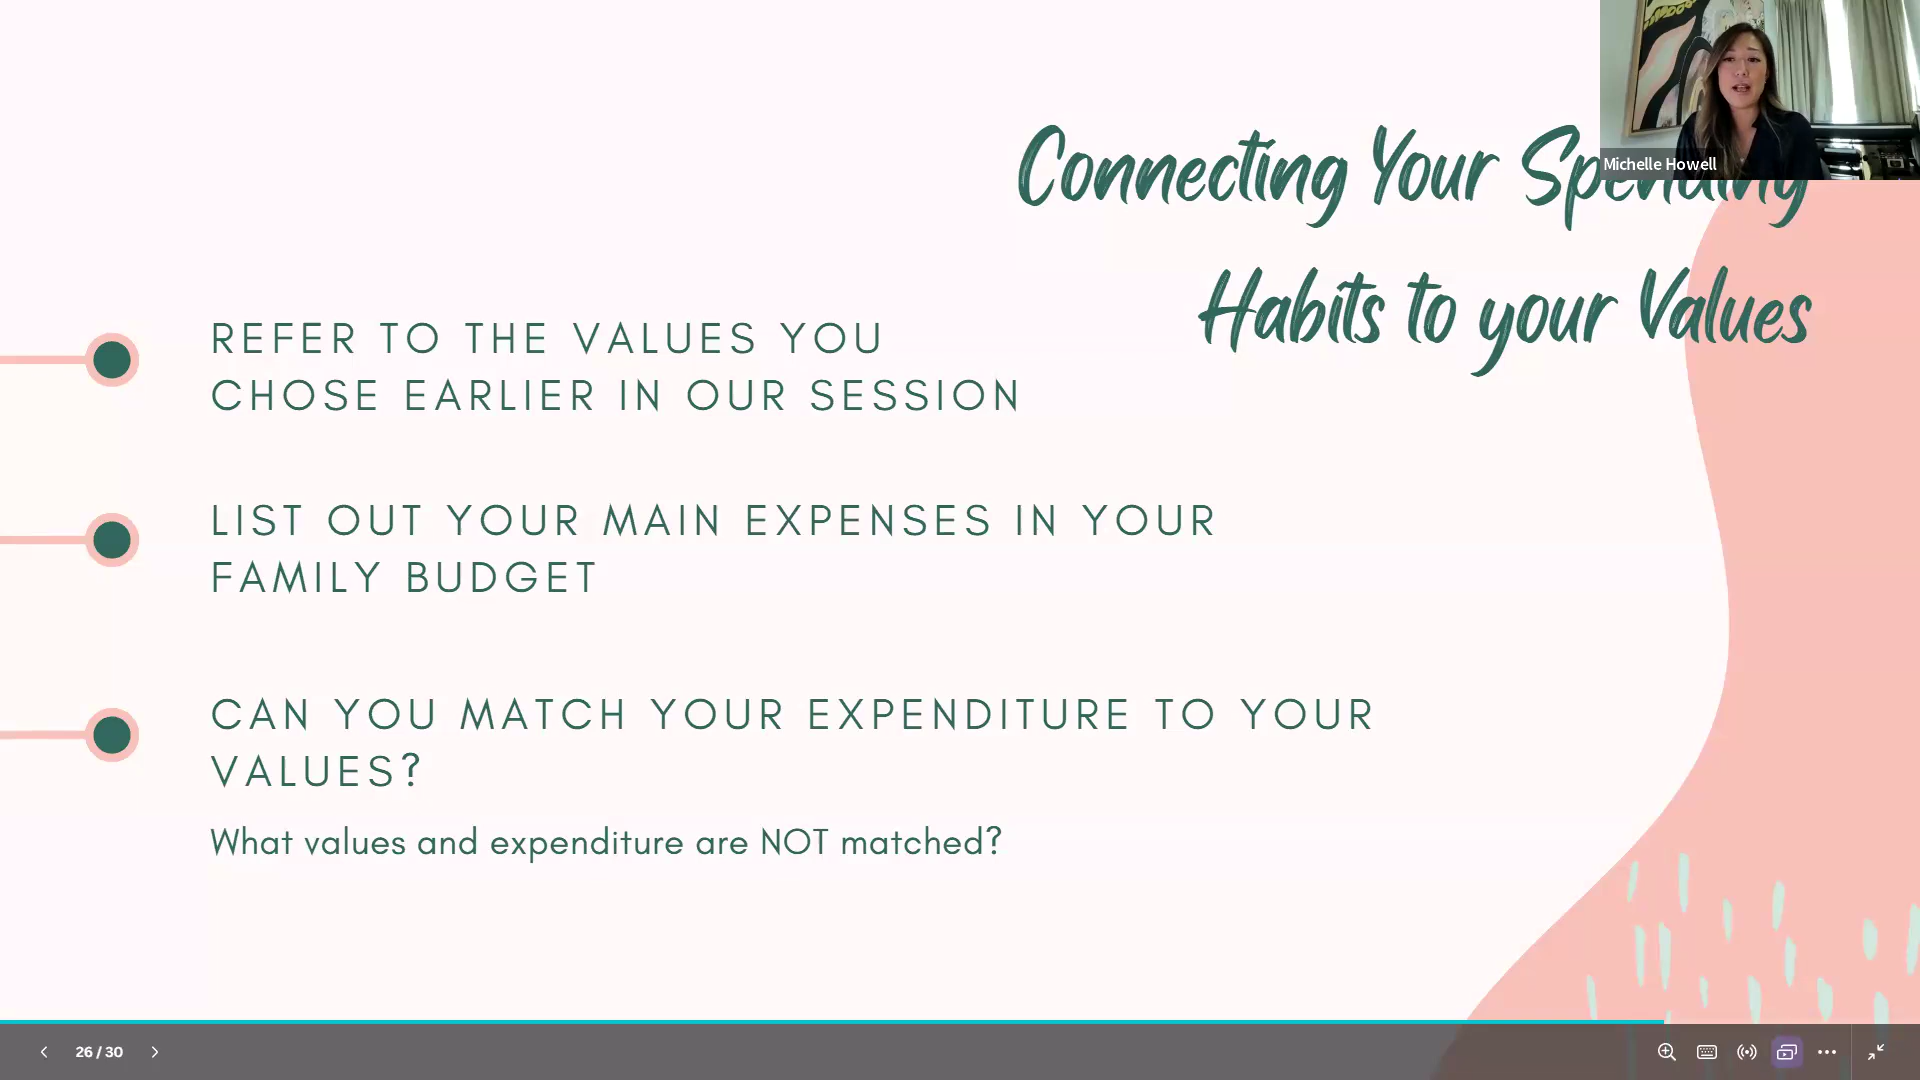 Connecting Your Spending
Habits to your Values
Michelle Howell
REFER TO THE VALUES YOU
CHOSE EARLIER IN OUR SESSION
LIST OUT YOUR MAIN EXPENSES IN YOUR
FAMILY BUDGET
CAN YOU MATCH YOUR EXPENDITURE TO YOUR
VALUES?
What values and expenditure are NOT matched?
26 / 30